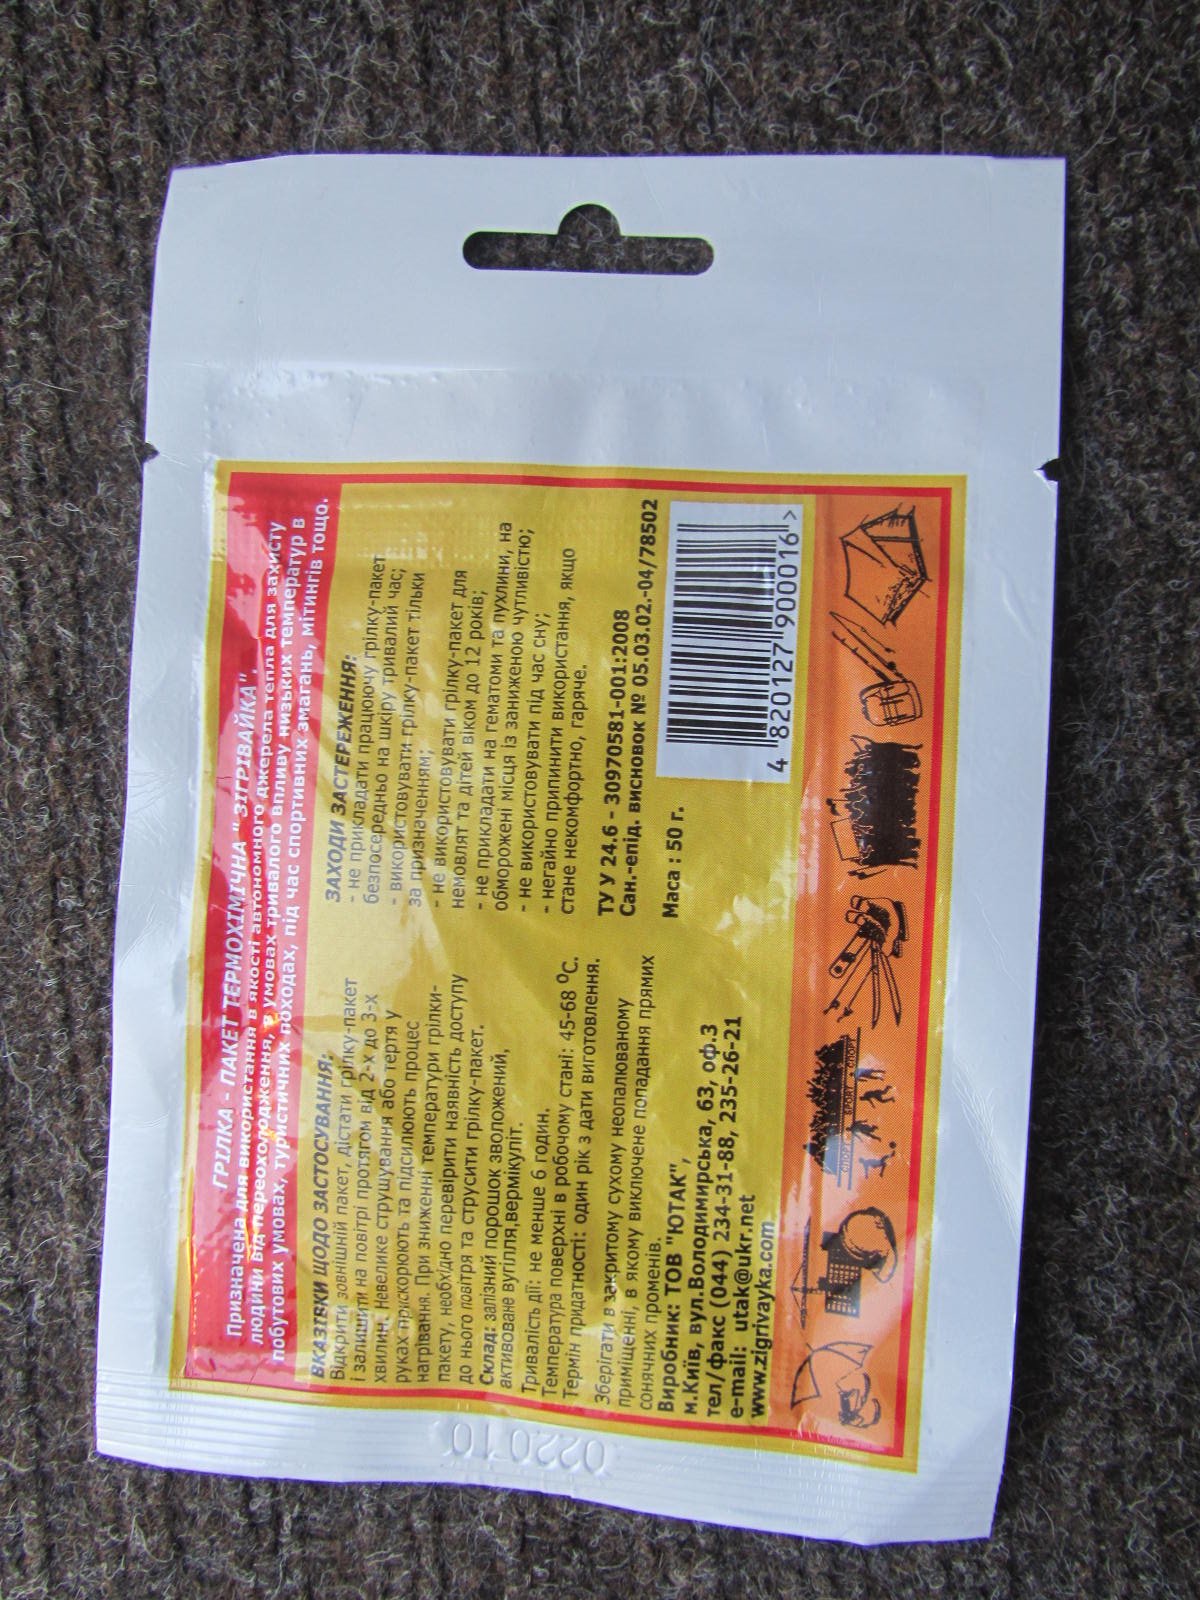 ГРІЛКА - ПАКЕТ ТЕРМОХІМІЧНА " ЗІГРІВАЙКА".
Призначена для використання в якості автономного джерела тепла для захисту
людини від переохолодження, в умовах тривалого впливу низьких температур в
побутових умовах, туристичних походах, під час спортивних змагань, мітингів тощо.
ВКАЗІВКИ ЩОДО ЗАСТОСУВАННЯ:
Відкрити зовнішній пакет, дістати грілку-пакет
і залишити на повітрі протягом від 2-х до 3-х
хвилин. Невелике струшування або тертя у
руках прискорюють та підсилюють процес
нагрівання. При зниженні температури грілки-
пакету, необхідно перевірити наявність доступу
до нього повітря та струсити грілку-пакет.
Склад: залізний порошок зволожений,
активоване вугілля,вермікуліт.
Тривалість дії: не менше 6 годин.
Температура поверхні в робочому стані: 45-68 °С.
Термін придатності: один рік з дати виготовлення.
Зберігати в закритому сухому неопалюваному
приміщенні, в якому виключене попадання прямих
сонячних променів.
Виробник: ТОВ "ЮТАК",
м.Київ, вул.Володимирська, 63, оф.3
тел/факс (044) 234-31-88, 235-26-21
e-mail: utak@ukr.net
www.zigrivayka.com
ЗАХОДИ ЗАСТЕРЕЖЕННЯ:
- не прикладати працюючу грілку-пакет
безпосередньо на шкіру тривалий час;
- використовувати грілку-пакет тільки
за призначенням;
- не використовувати грілку-пакет для
немовлят та дітей віком до 12 років;
- не прикладати на гематоми та пухлини, на
обморожені місця із заниженою чутливістю;
- не використовувати під час сну;
- негайно припинити використання, якщо
стане некомфортно, гаряче.
ТУ У 24.6 - 30970581-001:2008
Сан.-епід. висновок № 05.03.02.-04/78502
Маса : 50 г.
4 820127 900016 >
СПОРТ SPORT СПОРТ
022010